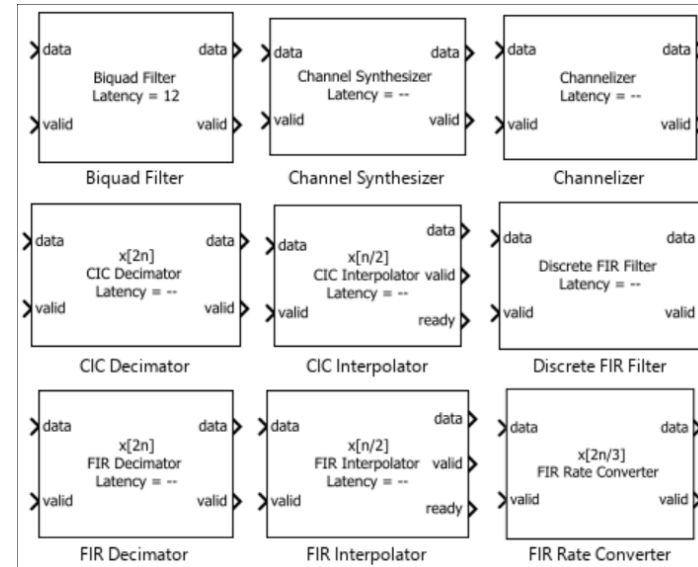 data data
Biquad Filter
Latency = 12
valid valid
Biquad Filter
data data
Channel Synthesizer
Latency = --
valid valid
Channel Synthesizer
data data
Channelizer
Latency = --
valid valid
Channelizer
data data
x[2n]
CIC Decimator
Latency = --
valid valid
CIC Decimator
data
data
x[n/2]
CIC Interpolator valid
Latency = --
valid
ready
CIC Interpolator
data data
Discrete FIR Filter
Latency = --
valid valid
Discrete FIR Filter
data data
x[2n]
FIR Decimator
Latency = --
valid valid
FIR Decimator
data
data
x[n/2]
FIR Interpolator valid
Latency = --
valid
ready
FIR Interpolator
data data
x[2n/3]
FIR Rate Converter
valid valid
FIR Rate Converter